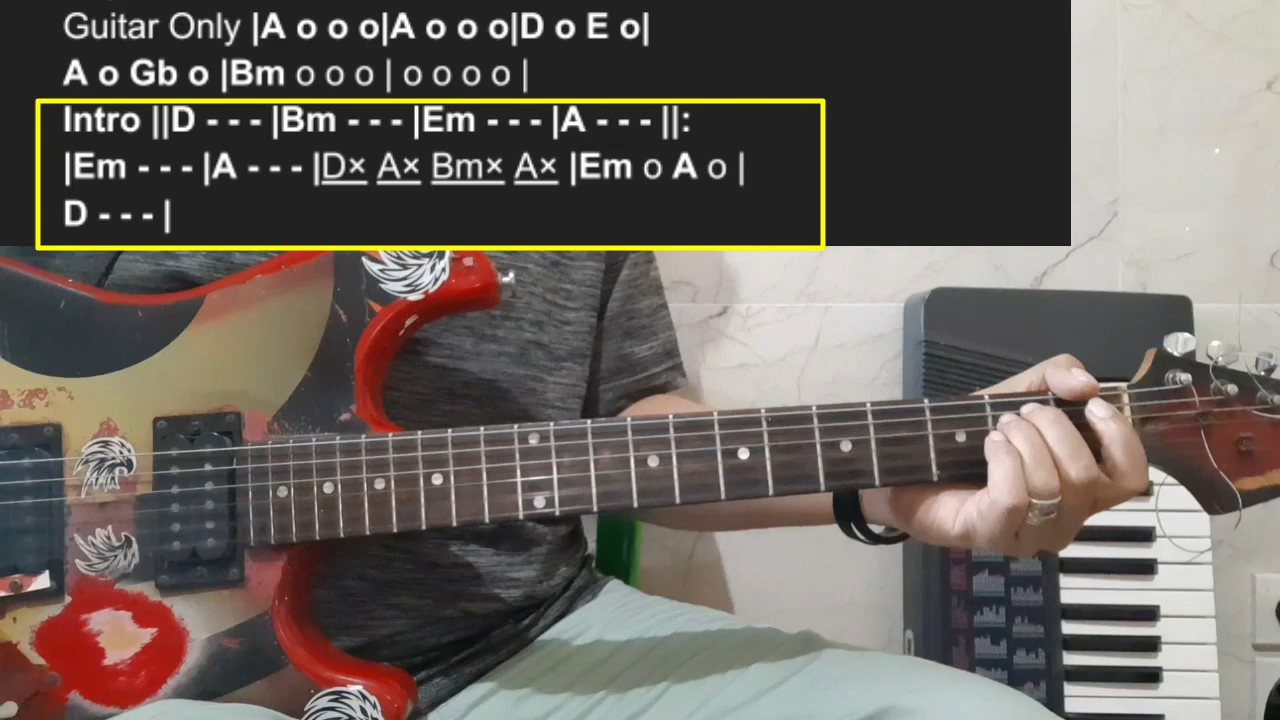 Guitar Only |A o o o|A o o o|D o E o|
A o Gb o |Bm o o o | o o o o |
Intro ||D - - - |Bm - - - |Em - - - |A - - - ||:
|Em - - - |A - - - |D× A× Bm× A× |Em o A o |
D - - - |